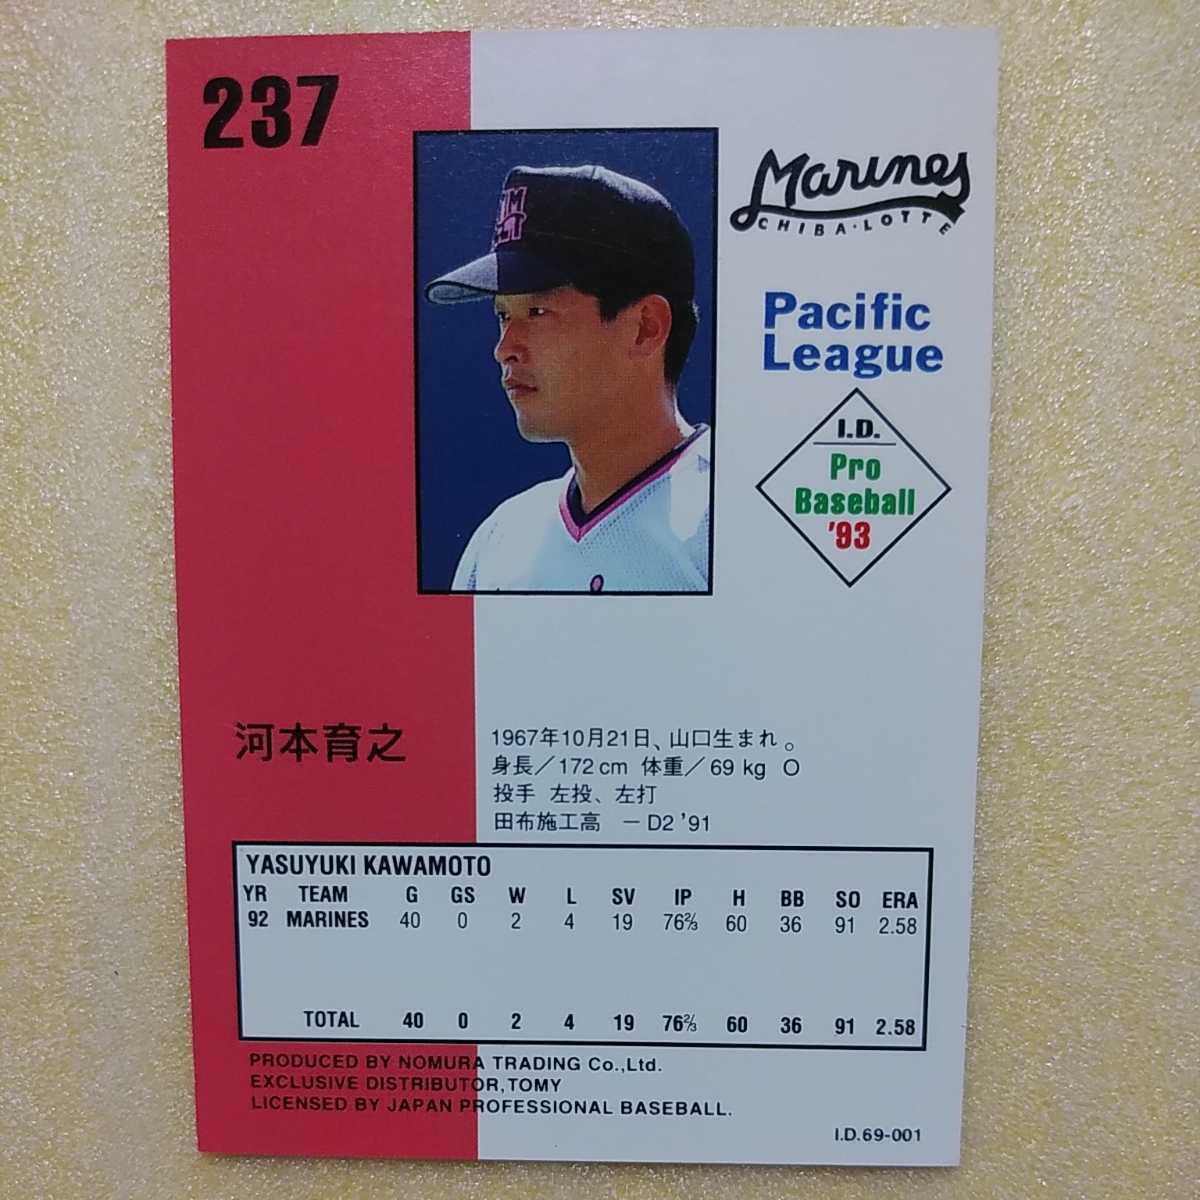 237
Marines
CHIBA·LOTTE
Pacific
League
I.D.
Pro
Baseball
'93
河本育之
1967年10月21日、山口生まれ。
身長／172cm 体重／69kg O
投手 左投、左打
田布施工高 ーD2'91
YASUYUKI KAWAMOTO
YR TEAM G GS W L SV IP H BB SO ERA
92 MARINES 40 0 2 4 19 76⅔ 60 36 91 2.58
TOTAL 40 0 2 4 19 76⅔ 60 36 91 2.58
PRODUCED BY NOMURA TRADING Co.,Ltd.
EXCLUSIVE DISTRIBUTOR,TOMY
LICENSED BY JAPAN PROFESSIONAL BASEBALL.
I.D.69-001